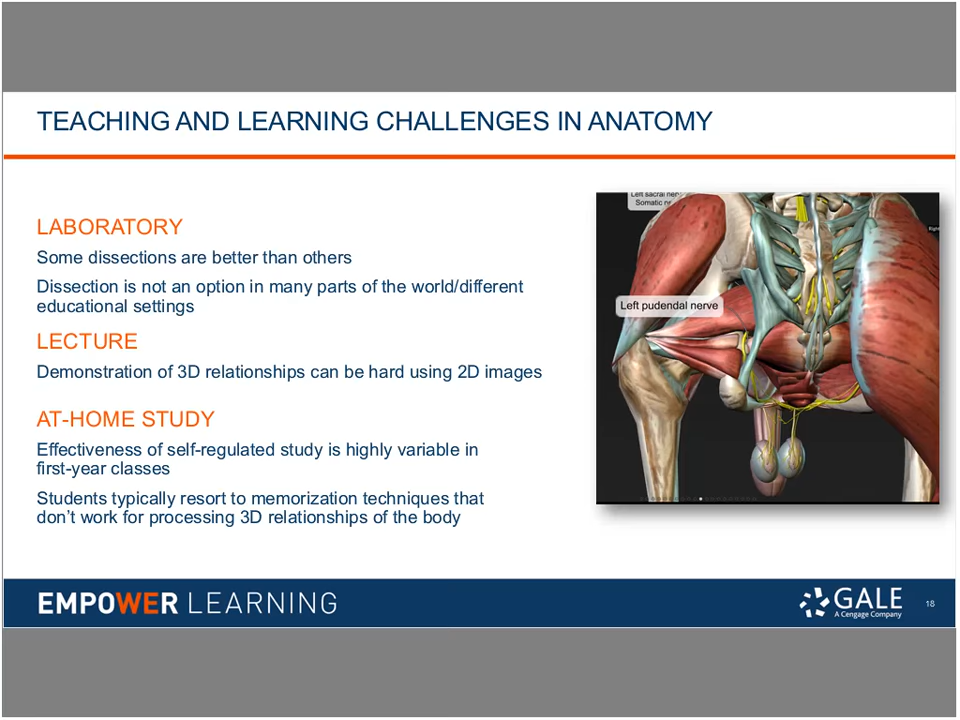 TEACHING AND LEARNING CHALLENGES IN ANATOMY
LABORATORY
Some dissections are better than others
Dissection is not an option in many parts of the world/different
educational settings
LECTURE
Demonstration of 3D relationships can be hard using 2D images
AT-HOME STUDY
Effectiveness of self-regulated study is highly variable in
first-year classes
Students typically resort to memorization techniques that
don't work for processing 3D relationships of the body
Left sacral
Somatic
Right
Left pudendal nerve
EMPOWER LEARNING
GALE
A Cengage Company
18